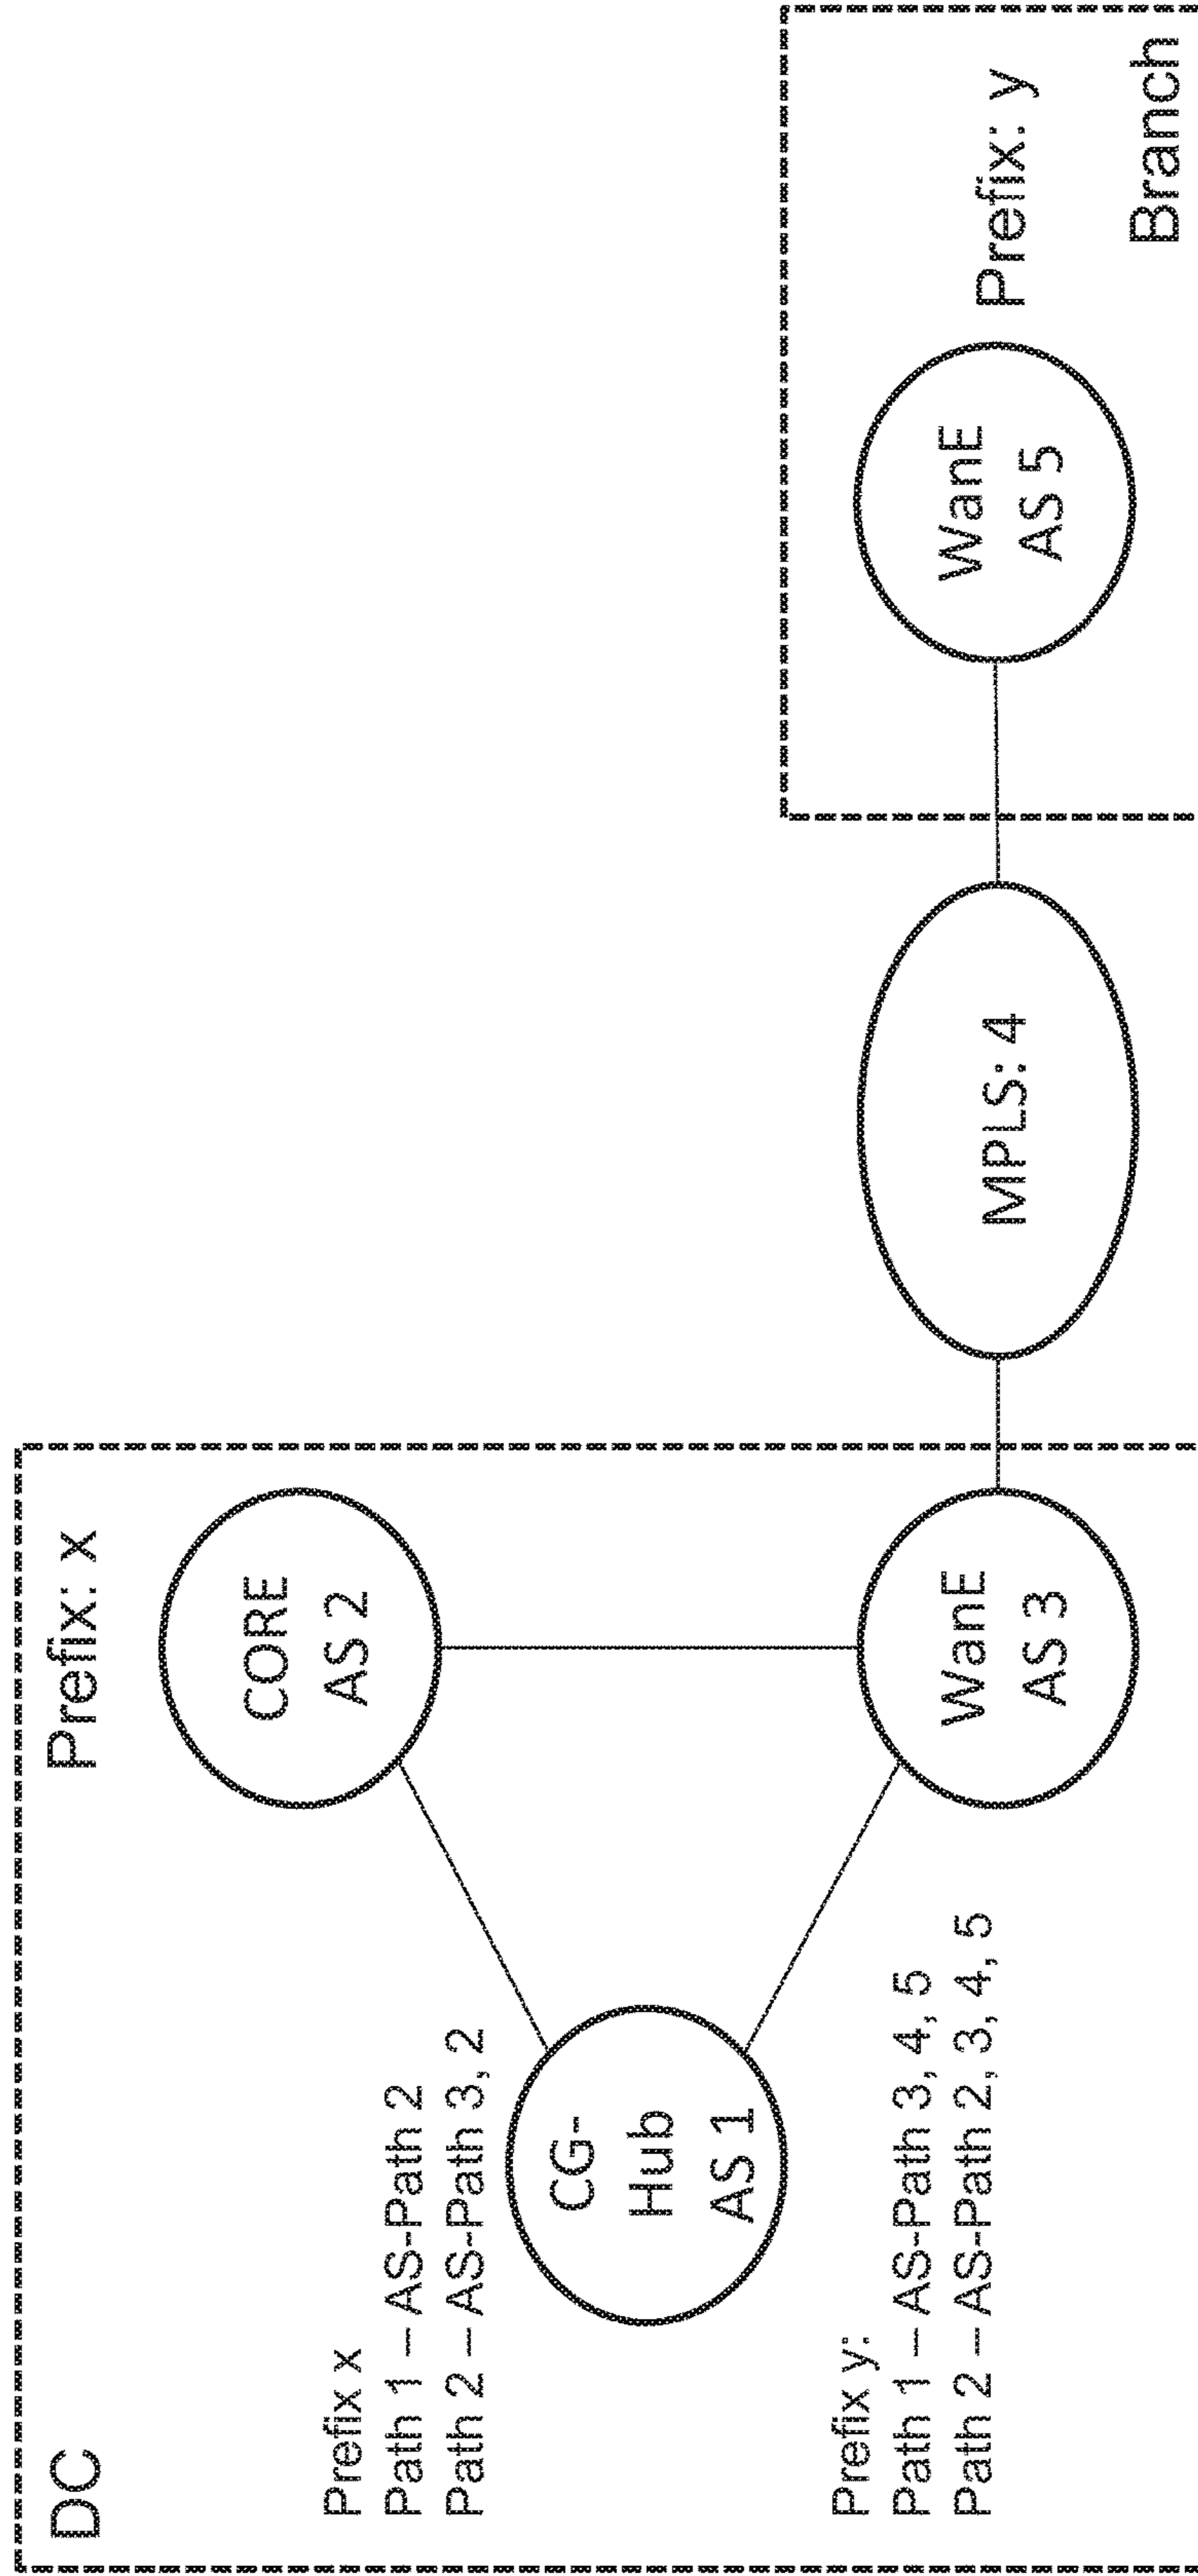 DC
Prefix: x
Prefix x
Path 1 – AS-Path 2
Path 2 – AS-Path 3, 2
CORE
AS 2
CG-
Hub
AS 1
Prefix y:
Path 1 – AS-Path 3, 4, 5
Path 2 – AS-Path 2, 3, 4, 5
WanE
AS 3
MPLS: 4
WanE
AS 5
Prefix: y
Branch